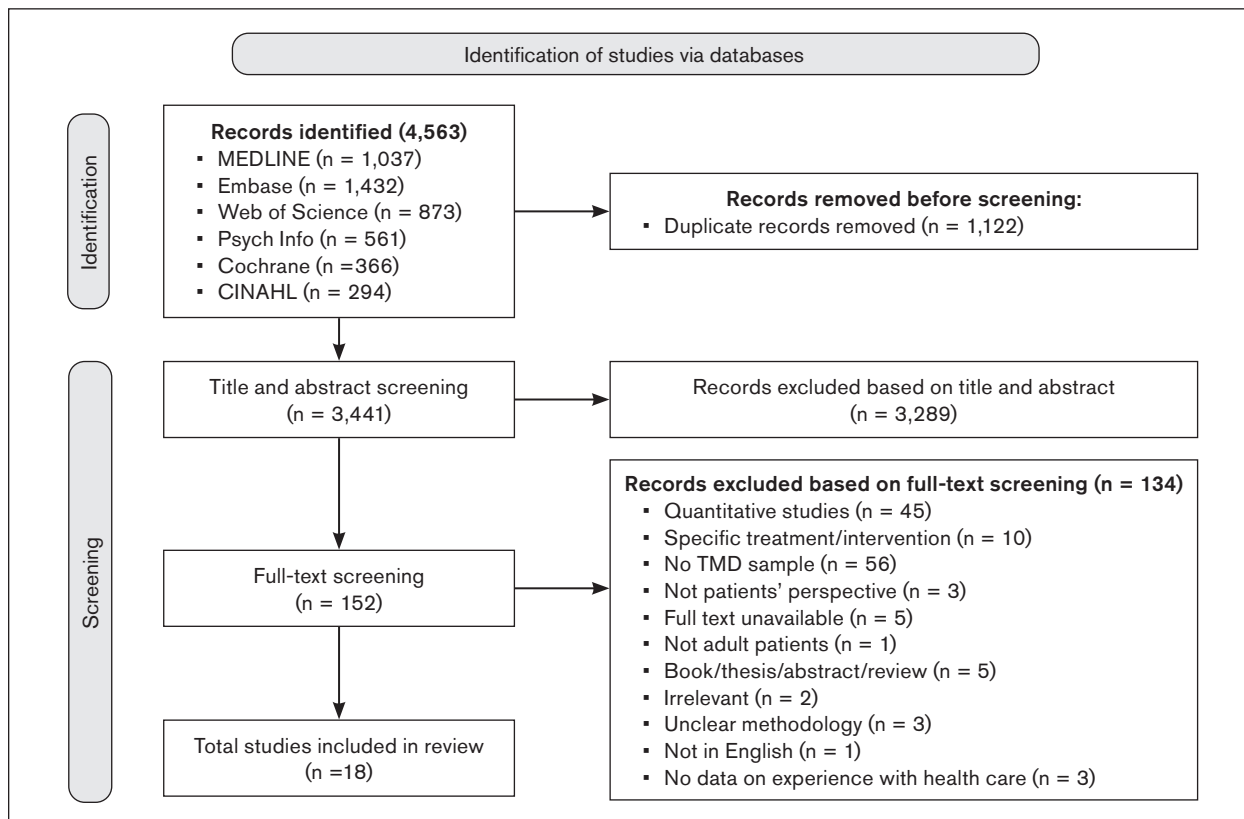 Identification of studies via databases
Identification
Records identified (4,563)
▪ MEDLINE (n = 1,037)
▪ Embase (n = 1,432)
▪ Web of Science (n = 873)
▪ Psych Info (n = 561)
▪ Cochrane (n =366)
▪ CINAHL (n = 294)
Records removed before screening:
▪ Duplicate records removed (n = 1,122)
Screening
Title and abstract screening
(n = 3,441)
Records excluded based on title and abstract
(n = 3,289)
Full-text screening
(n = 152)
Records excluded based on full-text screening (n = 134)
▪ Quantitative studies (n = 45)
▪ Specific treatment/intervention (n = 10)
▪ No TMD sample (n = 56)
▪ Not patients’ perspective (n = 3)
▪ Full text unavailable (n = 5)
▪ Not adult patients (n = 1)
▪ Book/thesis/abstract/review (n = 5)
▪ Irrelevant (n = 2)
▪ Unclear methodology (n = 3)
▪ Not in English (n = 1)
▪ No data on experience with health care (n = 3)
Total studies included in review
(n =18)